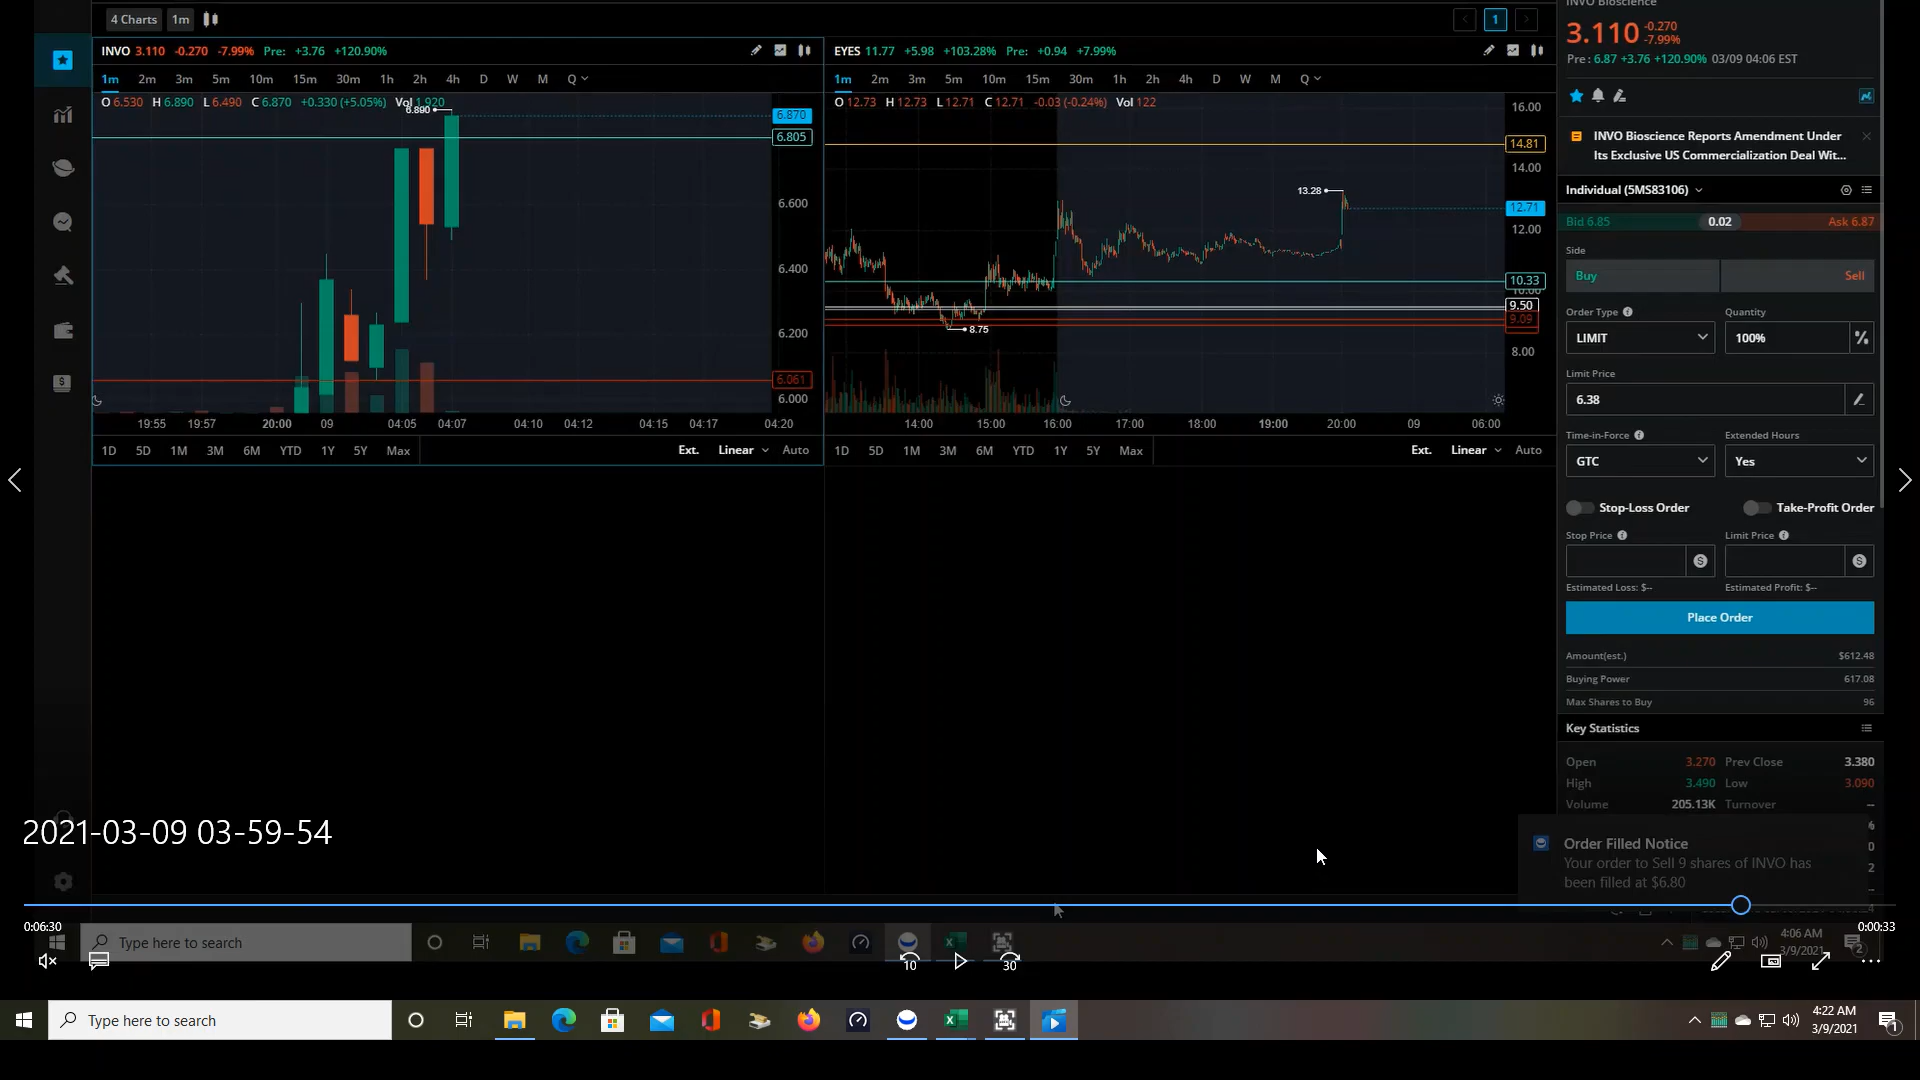 4 Charts 1m
1
INVO 3.110 -0.270 -7.99% Pre: +3.76 +120.90%
1m 2m 3m 5m 10m 15m 30m 1h 2h 4h D W M Q
O 6.530 H 6.890 L 6.490 C 6.870 +0.330 (+5.05%) Vol 1.920
6.890
6.870
6.805
6.600
6.400
6.200
6.061
6.000
19:55 19:57 20:00 09 04:05 04:07 04:10 04:12 04:15 04:17 04:20
1D 5D 1M 3M 6M YTD 1Y 5Y Max Ext. Linear Auto
EYES 11.77 +5.98 +103.28% Pre: +0.94 +7.99%
1m 2m 3m 5m 10m 15m 30m 1h 2h 4h D W M Q
O 12.73 H 12.73 L 12.71 C 12.71 -0.03 (-0.24%) Vol 122
16.00
14.81
14.00
13.28
12.71
12.00
10.33
10.00
9.50
9.09
8.75
8.00
14:00 15:00 16:00 17:00 18:00 19:00 20:00 09 06:00
1D 5D 1M 3M 6M YTD 1Y 5Y Max Ext. Linear Auto
INVO Bioscience
3.110 -0.270
-7.99%
Pre: 6.87 +3.76 +120.90% 03/09 04:06 EST
INVO Bioscience Reports Amendment Under
Its Exclusive US Commercialization Deal Wit...
Individual (5MS83106)
Bid 6.85 0.02 Ask 6.87
Side
Buy Sell
Order Type Quantity
LIMIT 100%
Limit Price
6.38
Time-in-Force Extended Hours
GTC Yes
Stop-Loss Order Take-Profit Order
Stop Price Limit Price
Estimated Loss: $-- Estimated Profit: $--
Place Order
Amount(est.) $612.48
Buying Power 617.08
Max Shares to Buy 96
Key Statistics
Open 3.270 Prev Close 3.380
High 3.490 Low 3.090
Volume 205.13K Turnover --
Order Filled Notice
Your order to Sell 9 shares of INVO has
been filled at $6.80
2021-03-09 03-59-54
0:06:30 0:00:33
Type here to search
4:06 AM
3/9/2021
2
10 30
Type here to search
4:22 AM
3/9/2021
1